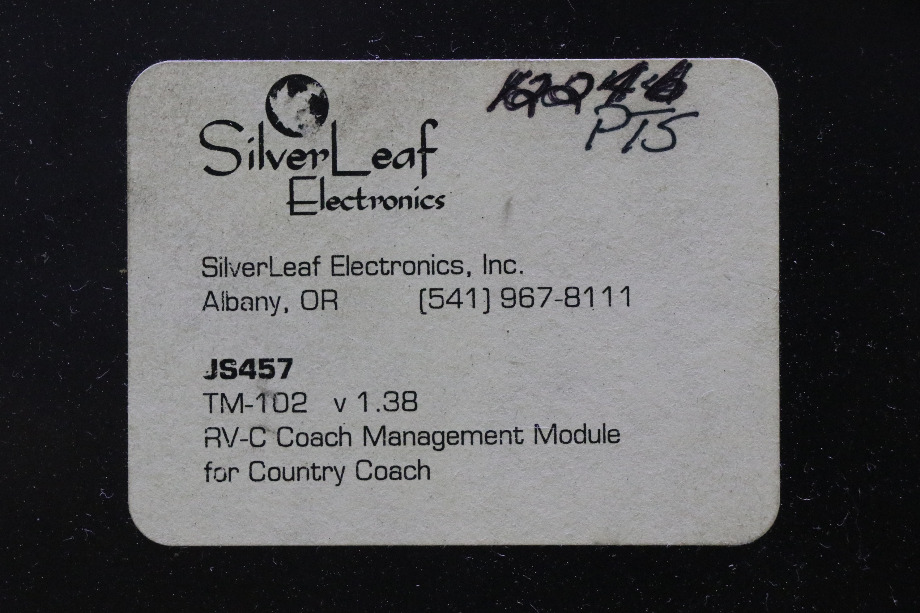 PTS
SilverLeaf
Electronics
SilverLeaf Electronics, Inc.
Albany, OR (541) 967-8111
JS457
TM-102 v 1.38
RV-C Coach Management Module
for Country Coach